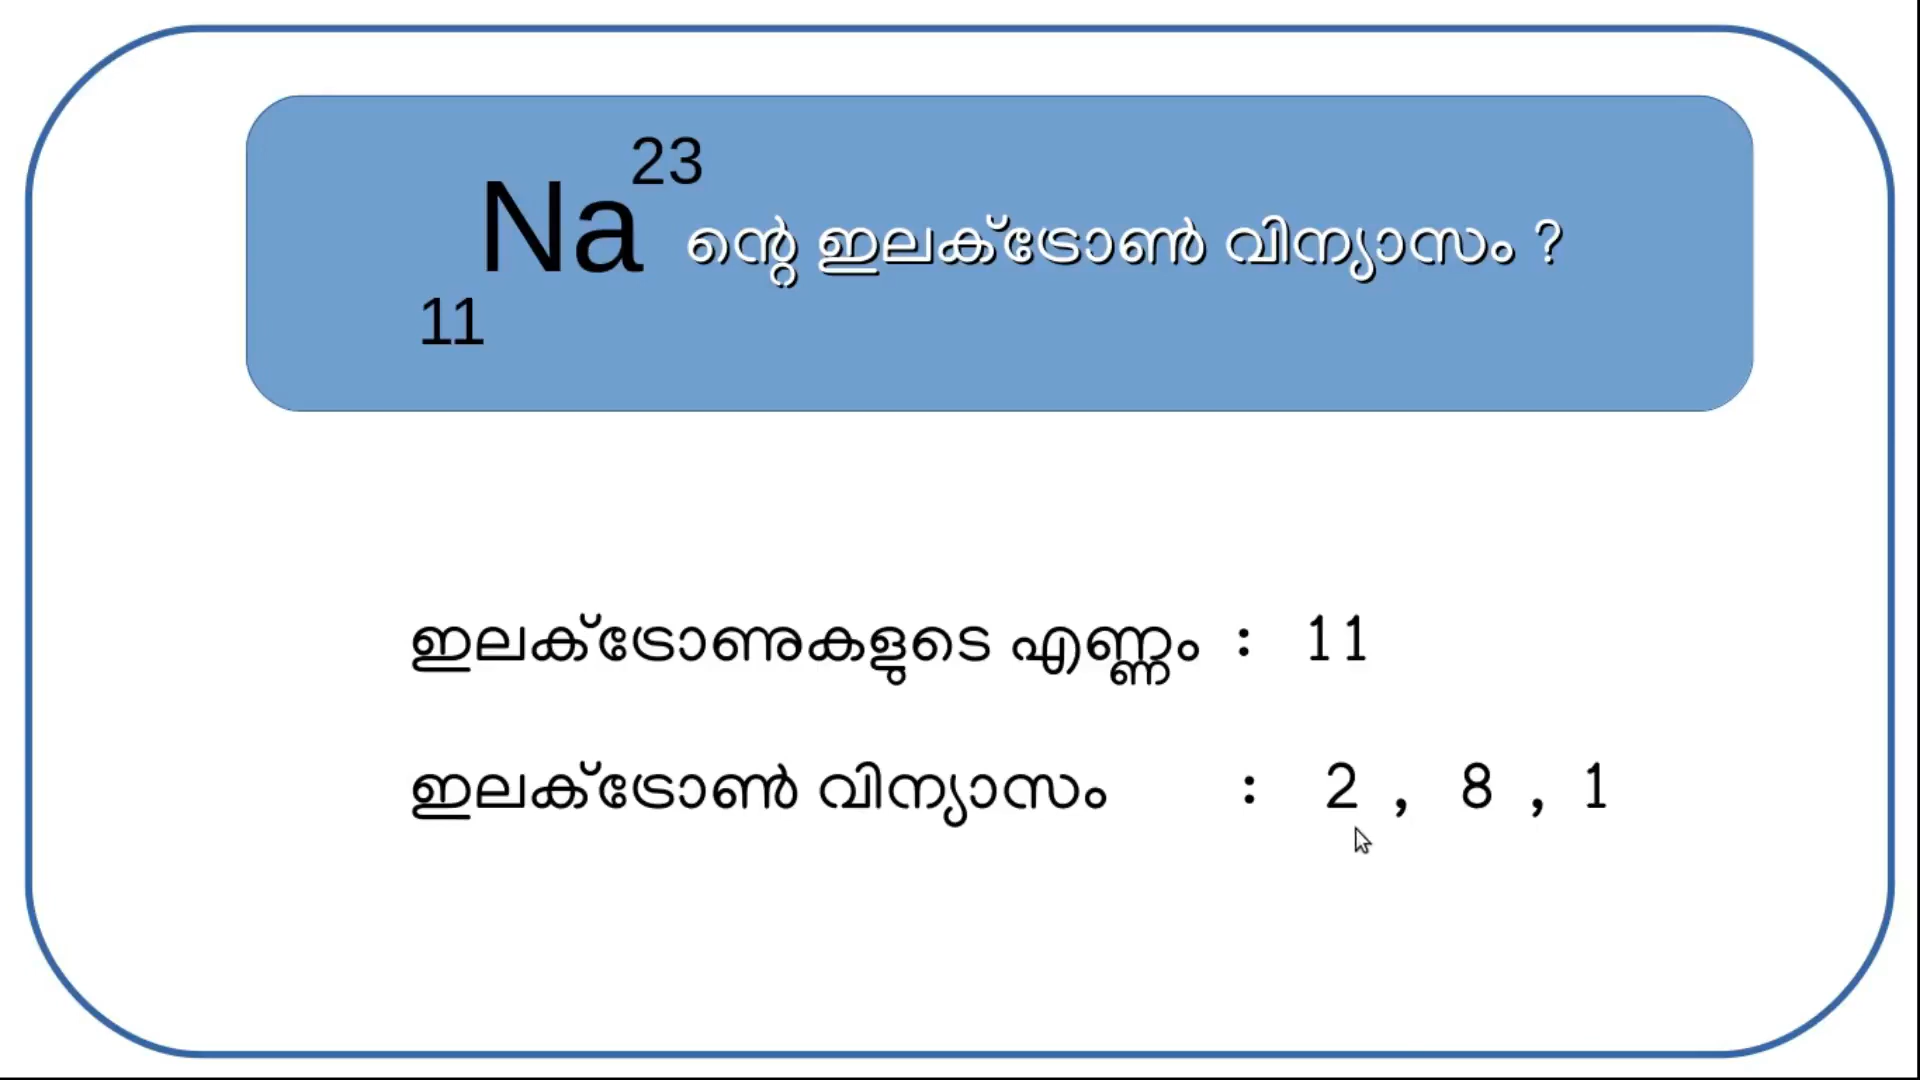 23
Na ന്റെ ഇലക്ട്രോൺ വിന്യാസം ?
11
ഇലക്ട്രോണുകളുടെ എണ്ണം : 11
ഇലക്ട്രോൺ വിന്യാസം : 2 , 8 , 1